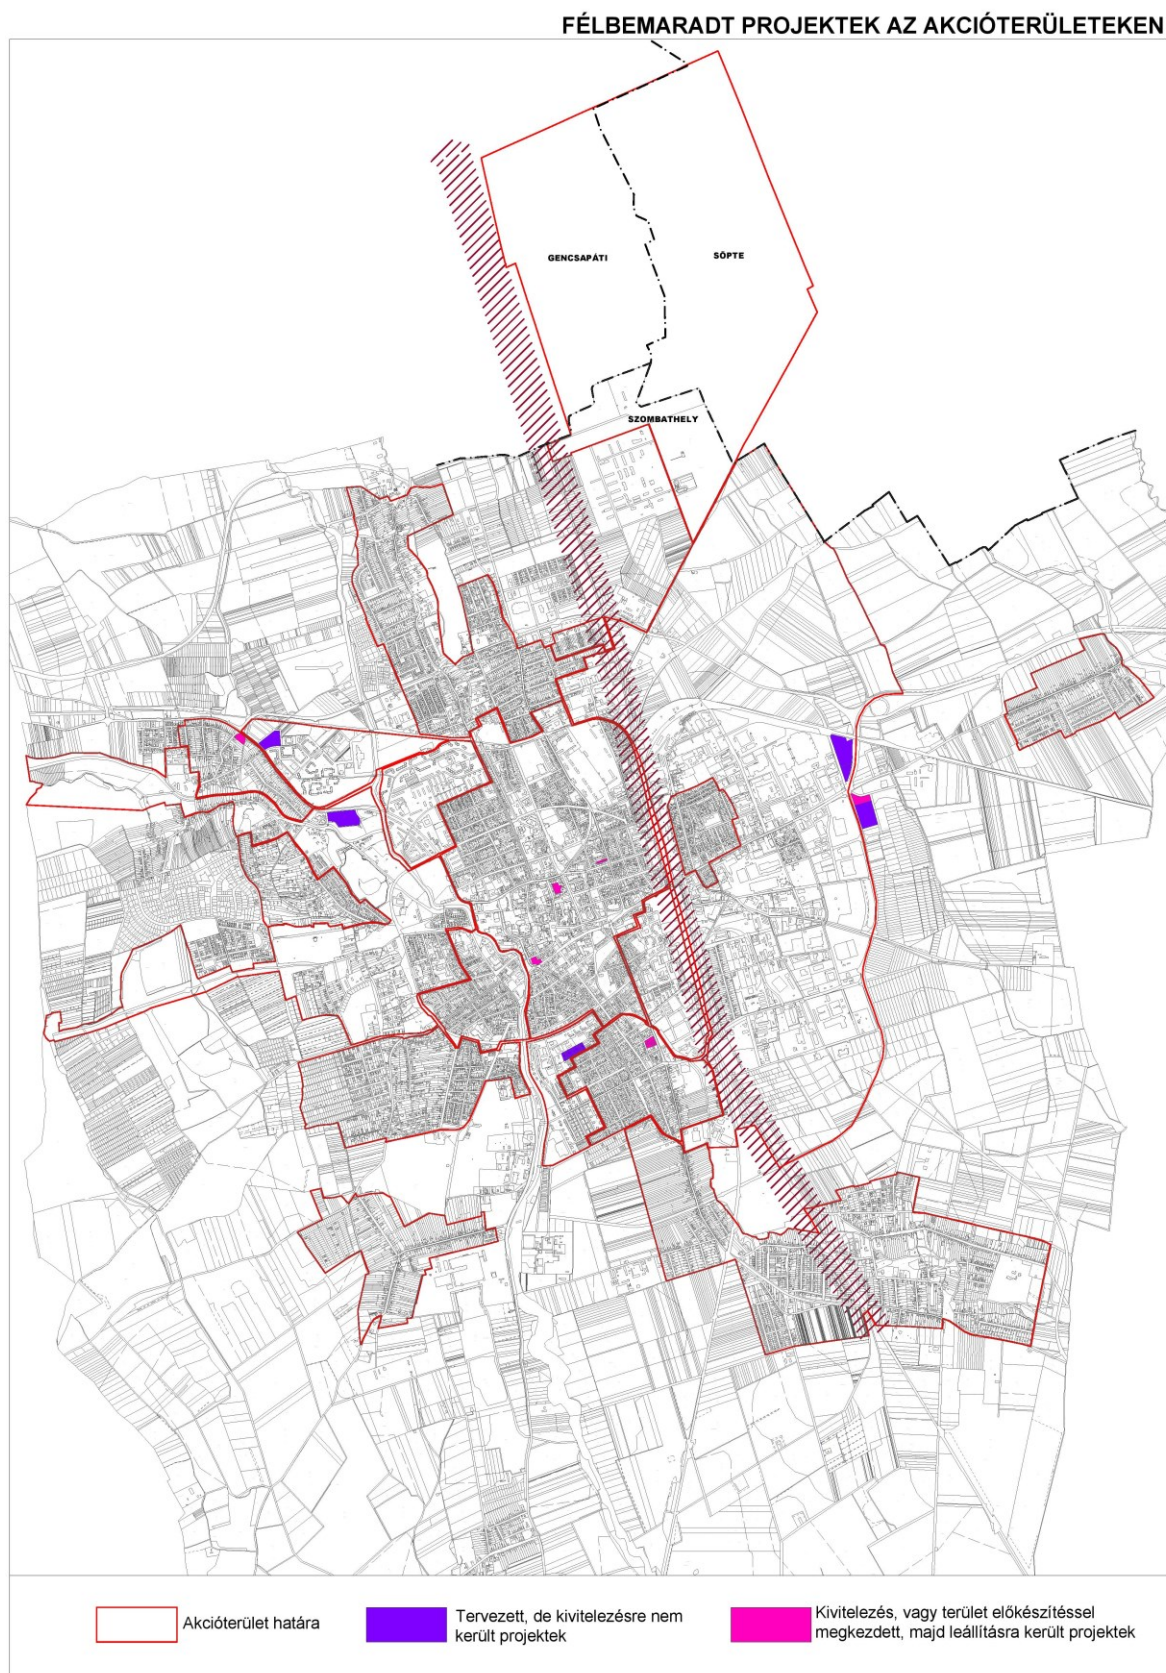 FÉLBEMARADT PROJEKTEK AZ AKCIÓTERÜLETEKEN
GENCSAPÁTI
SÖPTE
SZOMBATHELY
Akcióterület határa
Tervezett, de kivitelezésre nem
került projektek
Kivitelezés, vagy terület előkészítéssel
megkezdett, majd leállításra került projektek